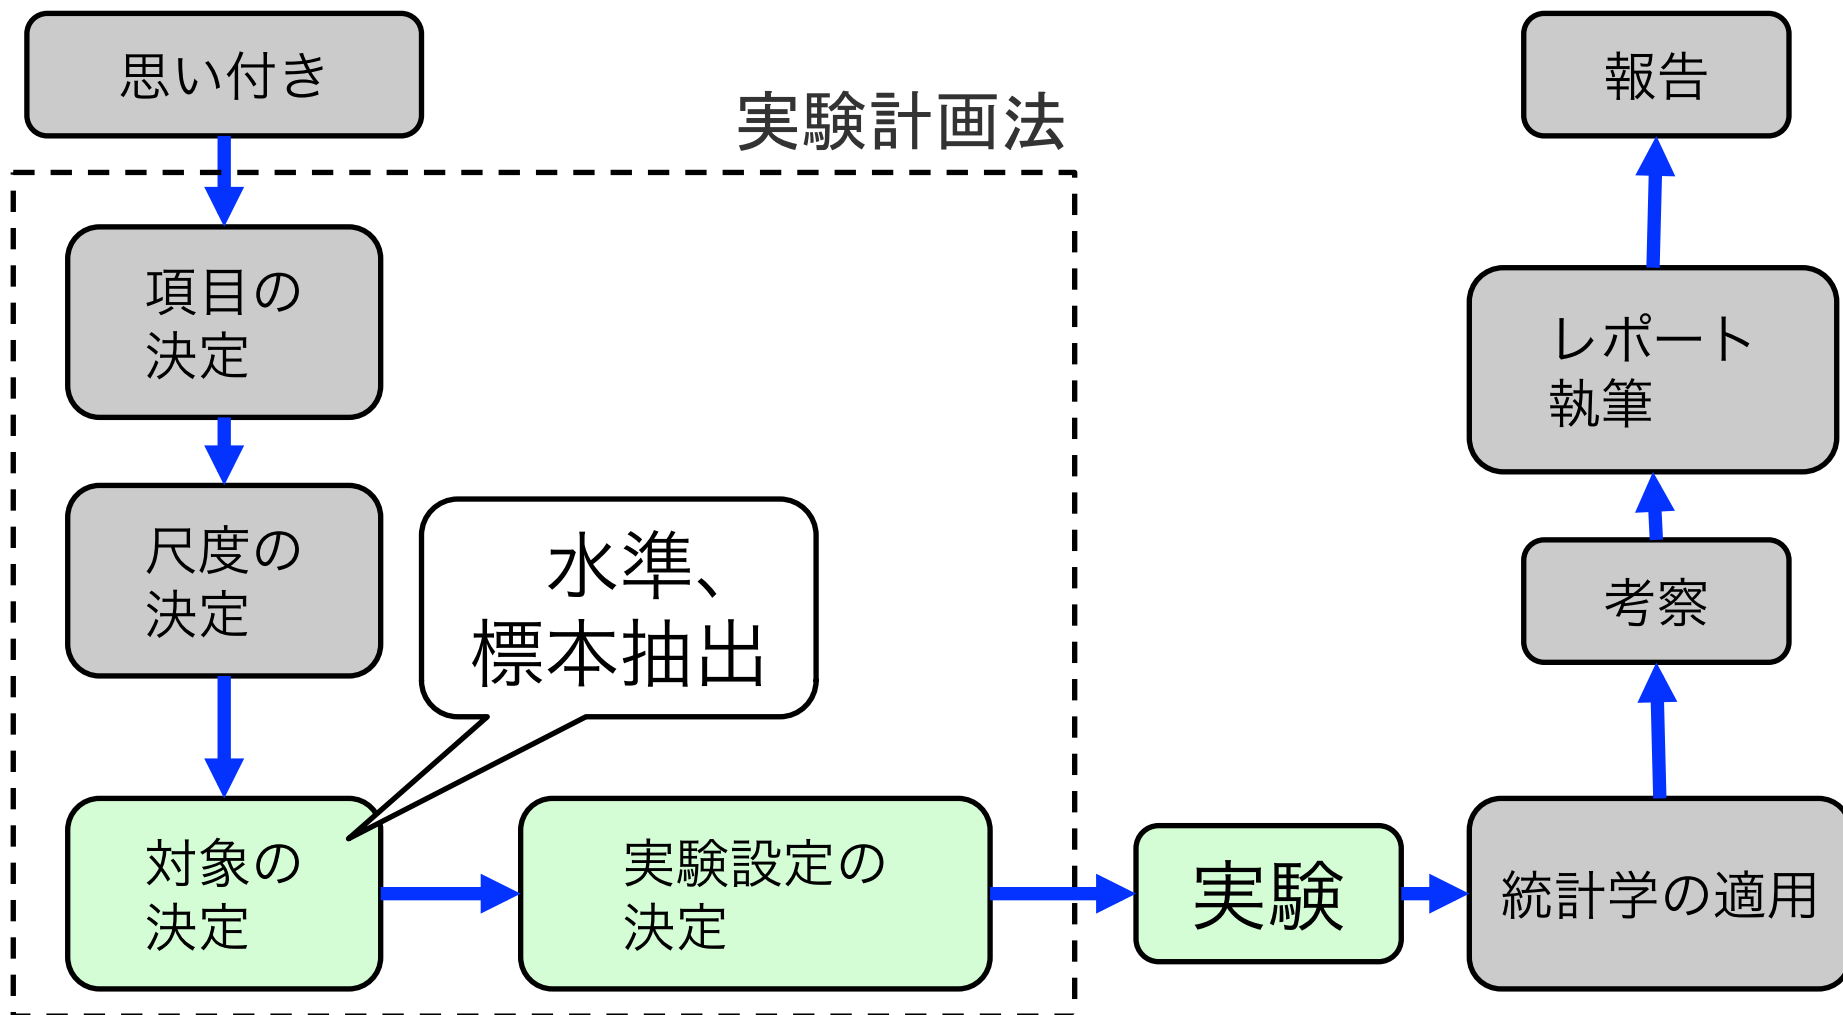 思い付き
実験計画法
項目の
決定
尺度の
決定
水準、
標本抽出
対象の
決定
実験設定の
決定
実験
統計学の適用
考察
レポート
執筆
報告